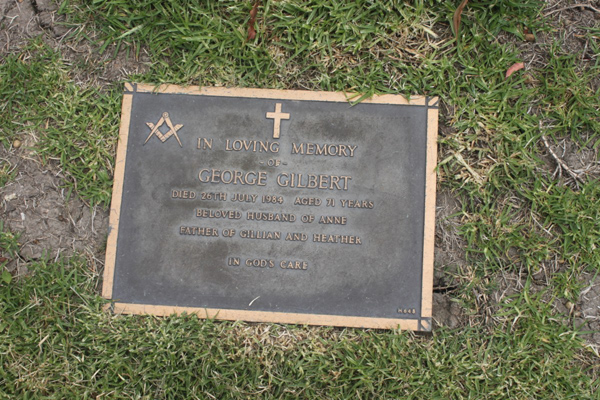 IN LOVING MEMORY
-OF-
GEORGE GILBERT
DIED 26TH JULY 1984 AGED 71 YEARS
BELOVED HUSBAND OF ANNE
FATHER OF GILLIAN AND HEATHER
IN GOD'S CARE